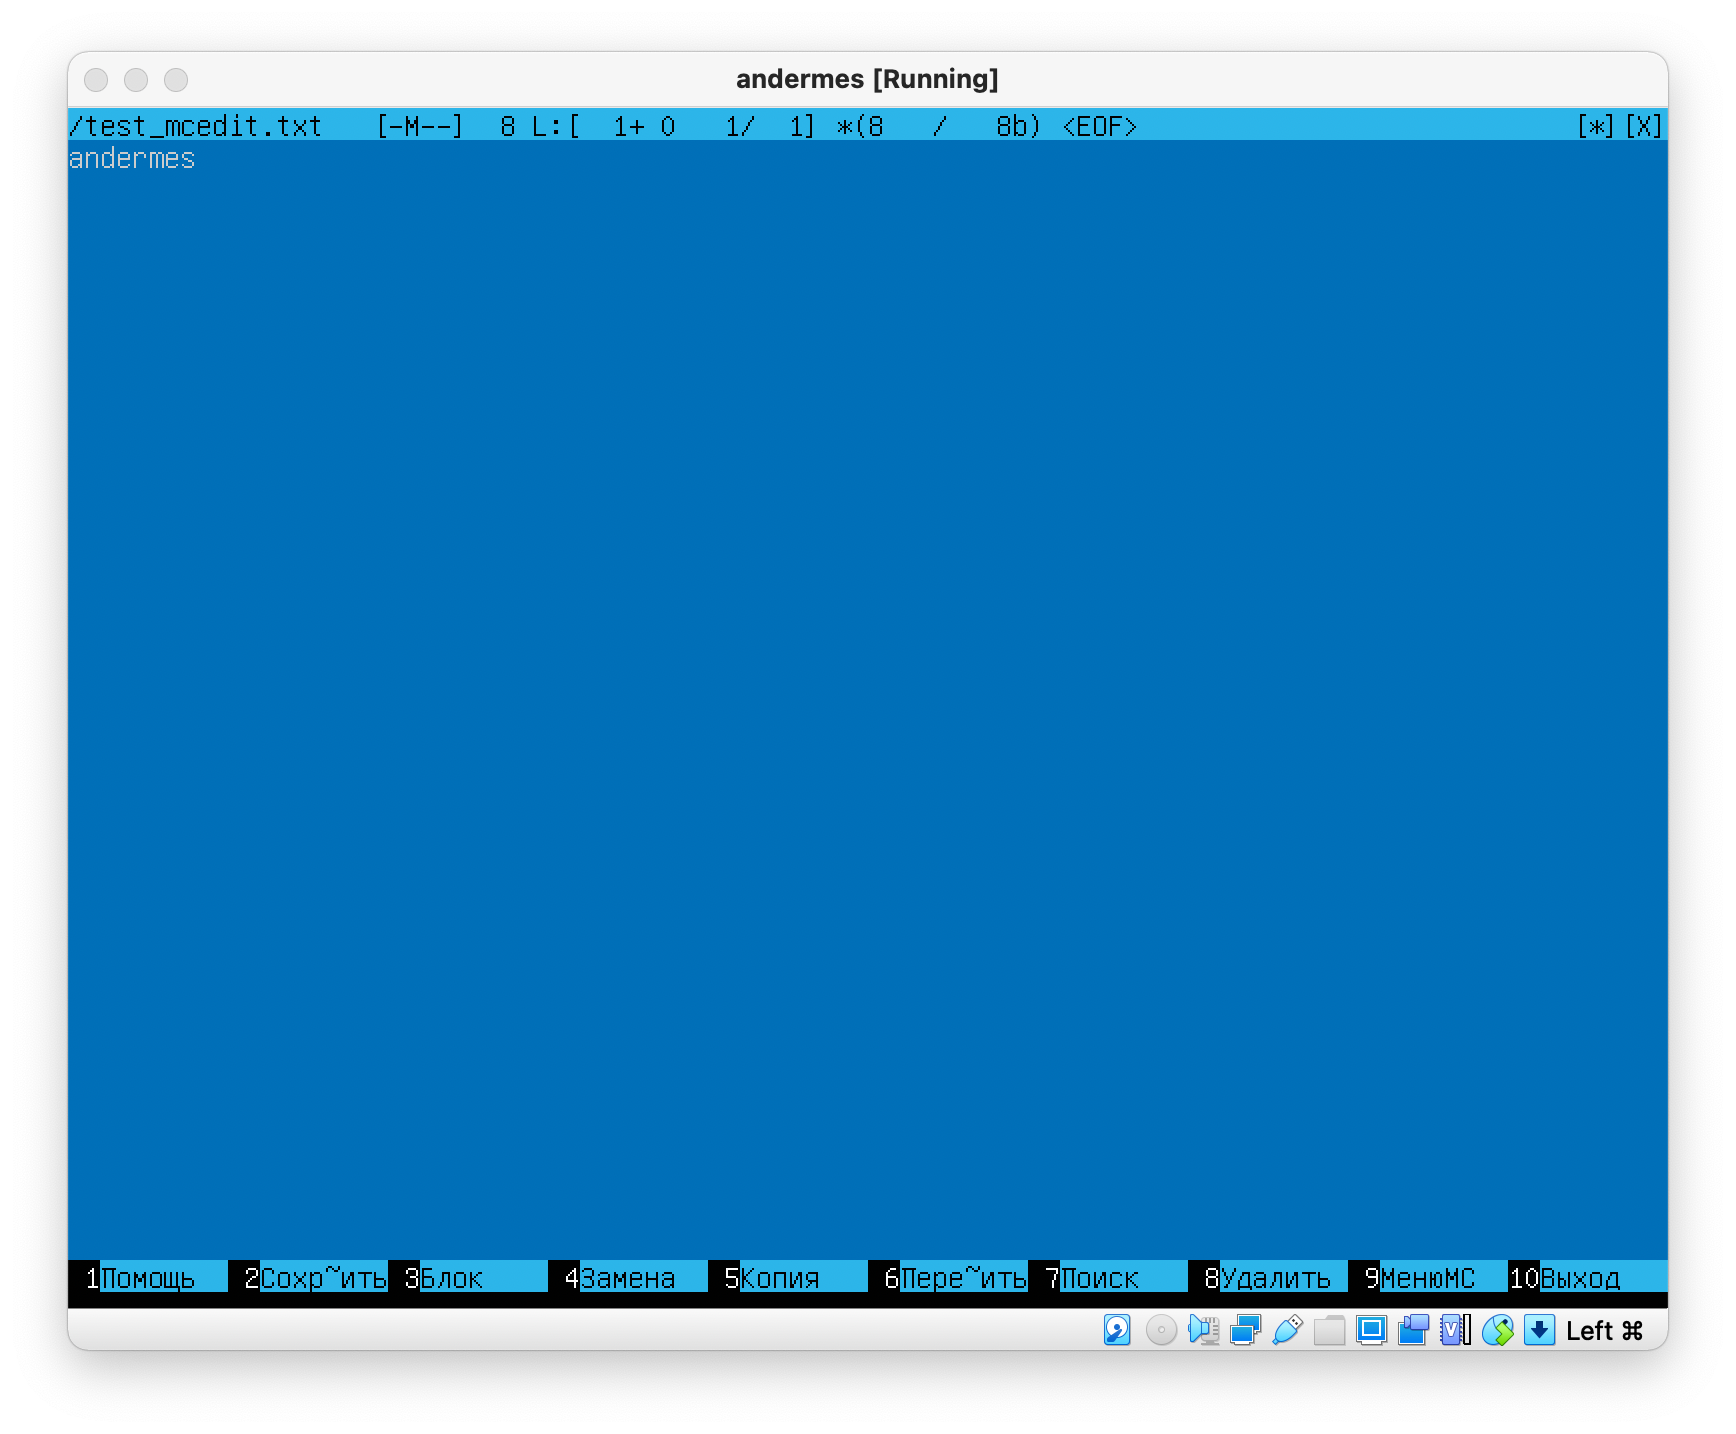 andermes [Running]
/test_mcedit.txt [-M--] 8 L:[ 1+ 0 1/ 1] *(8 / 8b) <EOF> [*][X]
andermes
1Помощь 2Сохр~ить 3Блок 4Замена 5Копия 6Пере~ить 7Поиск 8Удалить 9МенюMC 10Выход
Left ⌘